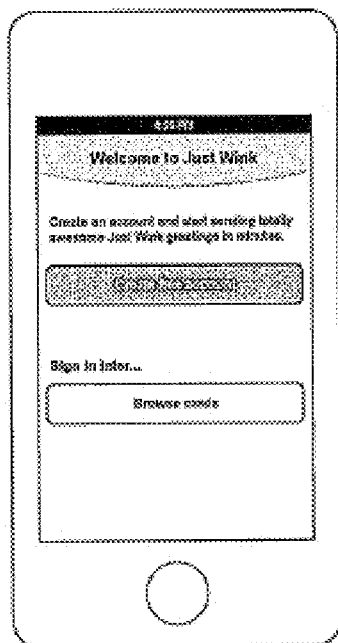 Welcome to Just Wink
Create an account and start sending totally
awesome Just Wink greetings in minutes.
Sign in later...
Browse cards